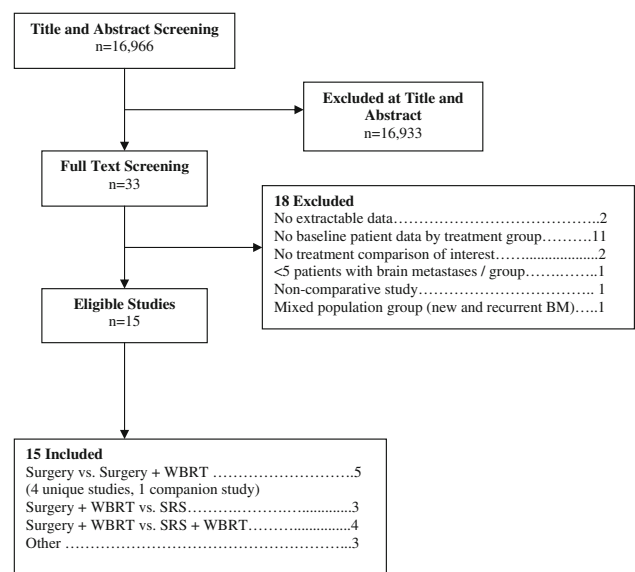 Title and Abstract Screening
n=16,966
Excluded at Title and
Abstract
n=16,933
Full Text Screening
n=33
18 Excluded
No extractable data…………………………………..2
No baseline patient data by treatment group……….11
No treatment comparison of interest…….....................2
<5 patients with brain metastases / group…….……..1
Non-comparative study…………………………….. 1
Mixed population group (new and recurrent BM)…..1
Eligible Studies
n=15
15 Included
Surgery vs. Surgery + WBRT ……………………….5
(4 unique studies, 1 companion study)
Surgery + WBRT vs. SRS………….………..............3
Surgery + WBRT vs. SRS + WBRT…...................4
Other ……………………………………………...3